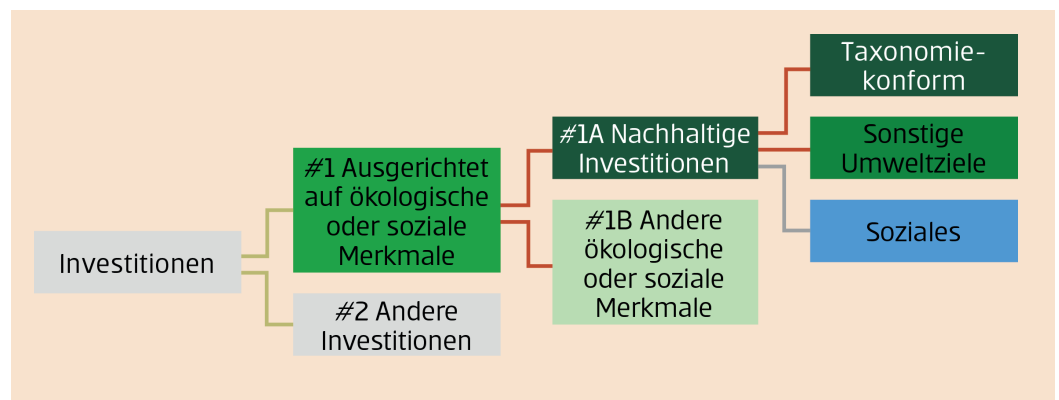 Investitionen
#1 Ausgerichtet
auf ökologische
oder soziale
Merkmale
#2 Andere
Investitionen
#1A Nachhaltige
Investitionen
#1B Andere
ökologische
oder soziale
Merkmale
Taxonomie-
konform
Sonstige
Umweltziele
Soziales